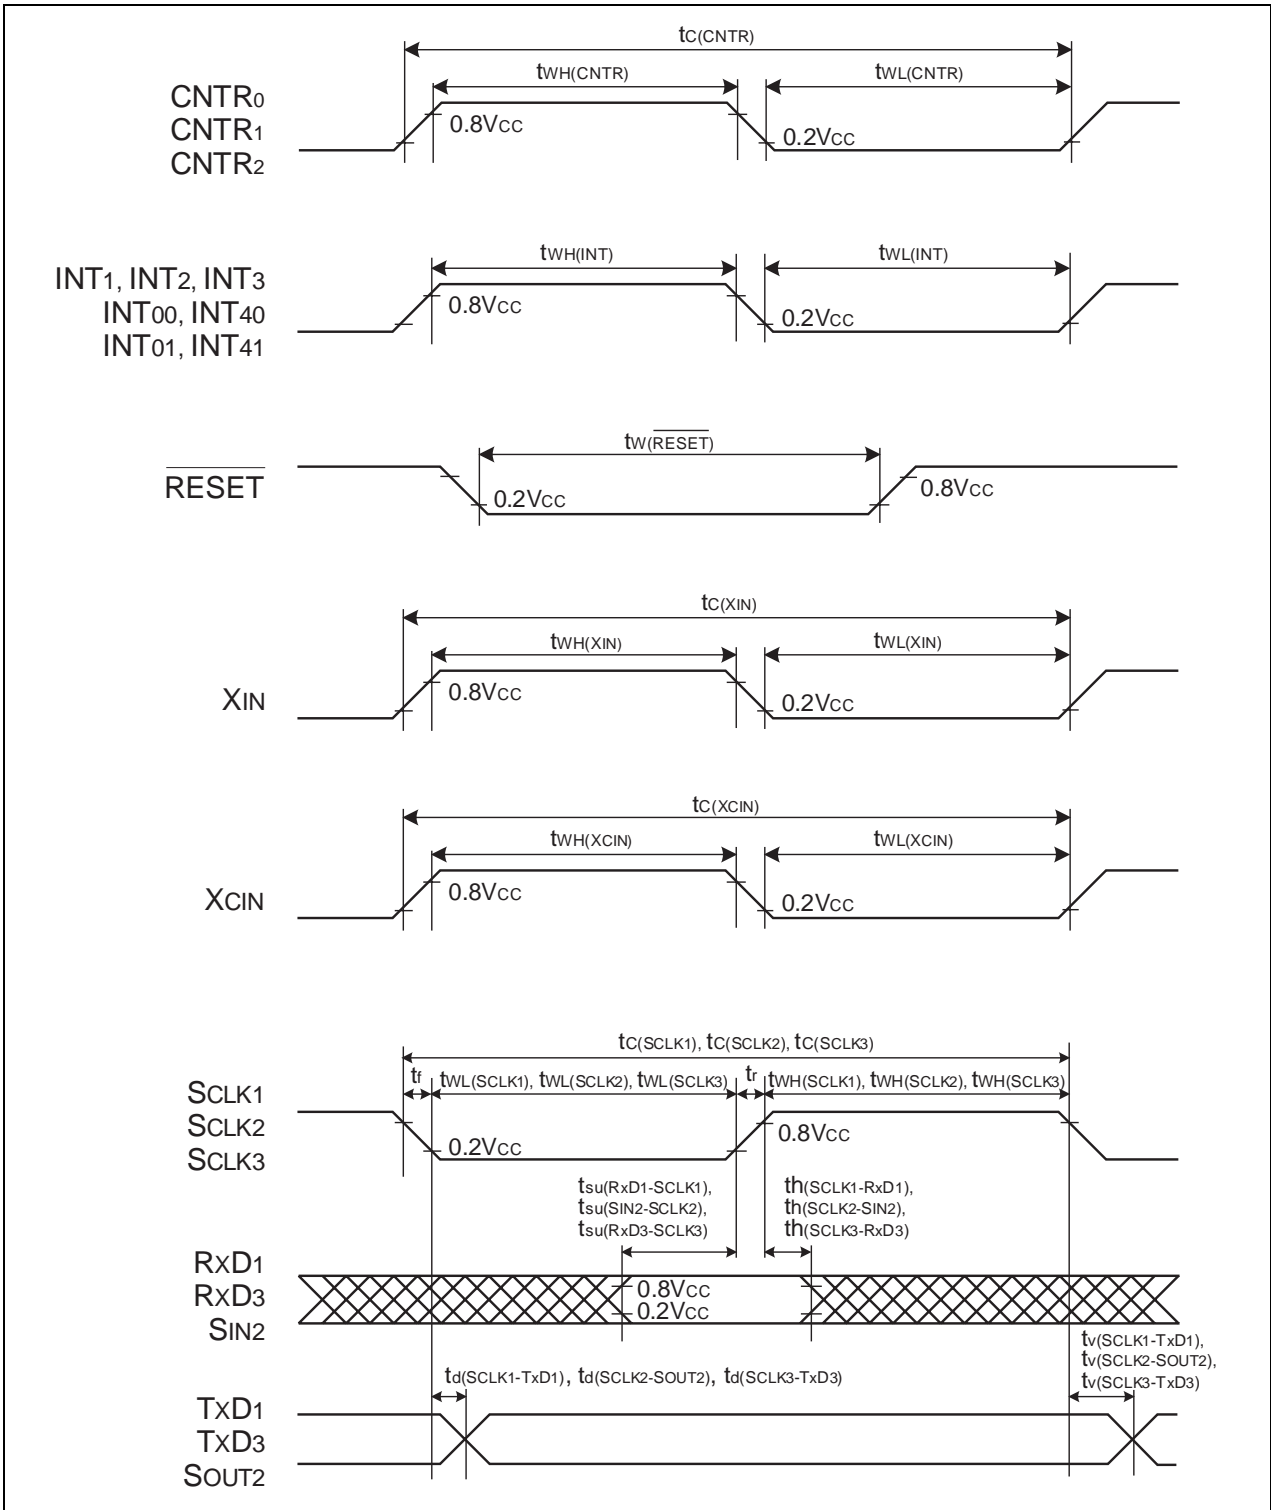 tC(CNTR)
tWH(CNTR)
tWL(CNTR)
CNTR0
CNTR1
CNTR2
0.8VCC
0.2VCC
tWH(INT)
tWL(INT)
INT1, INT2, INT3
INT00, INT40
INT01, INT41
0.8VCC
0.2VCC
tW(RESET)
RESET
0.2VCC
0.8VCC
tC(XIN)
tWH(XIN)
tWL(XIN)
XIN
0.8VCC
0.2VCC
tC(XCIN)
tWH(XCIN)
tWL(XCIN)
XCIN
0.8VCC
0.2VCC
tC(SCLK1), tC(SCLK2), tC(SCLK3)
tf
tWL(SCLK1), tWL(SCLK2), tWL(SCLK3)
tr
tWH(SCLK1), tWH(SCLK2), tWH(SCLK3)
SCLK1
SCLK2
SCLK3
0.2VCC
0.8VCC
tsu(RxD1-SCLK1),
tsu(SIN2-SCLK2),
tsu(RxD3-SCLK3)
th(SCLK1-RxD1),
th(SCLK2-SIN2),
th(SCLK3-RxD3)
RXD1
RXD3
SIN2
0.8VCC
0.2VCC
td(SCLK1-TxD1), td(SCLK2-SOUT2), td(SCLK3-TxD3)
tv(SCLK1-TxD1),
tv(SCLK2-SOUT2),
tv(SCLK3-TxD3)
TXD1
TXD3
SOUT2